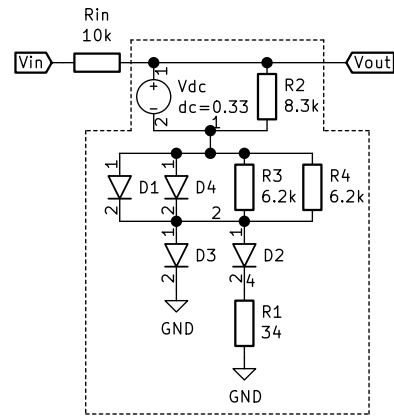 Rin
10k
Vin
Vout
1
Vdc
dc=0.33
2
R2
8.3k
1
1
D1
2
1
D4
2
R3
6.2k
R4
6.2k
2
1
D3
2
1
D2
2
4
GND
R1
34
GND